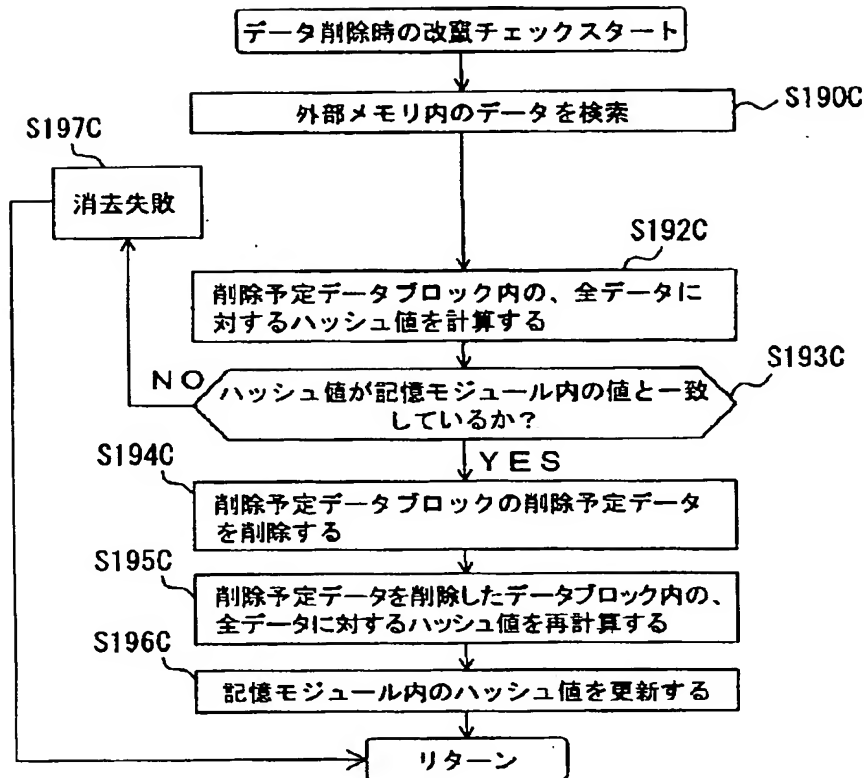 データ削除時の改竄チェックスタート
S190C
外部メモリ内のデータを検索
S197C
消去失敗
S192C
削除予定データブロック内の、全データに
対するハッシュ値を計算する
S193C
NO
ハッシュ値が記憶モジュール内の値と一致
しているか?
YES
S194C
削除予定データブロックの削除予定データ
を削除する
S195C
削除予定データを削除したデータブロック内の、
全データに対するハッシュ値を再計算する
S196C
記憶モジュール内のハッシュ値を更新する
リターン